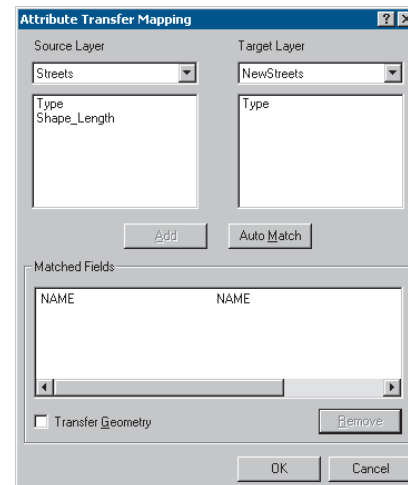 Attribute Transfer Mapping
Source Layer
Target Layer
Streets
NewStreets
Type
Shape_Length
Type
Add
Auto Match
Matched Fields
NAME NAME
Transfer Geometry
Remove
OK
Cancel